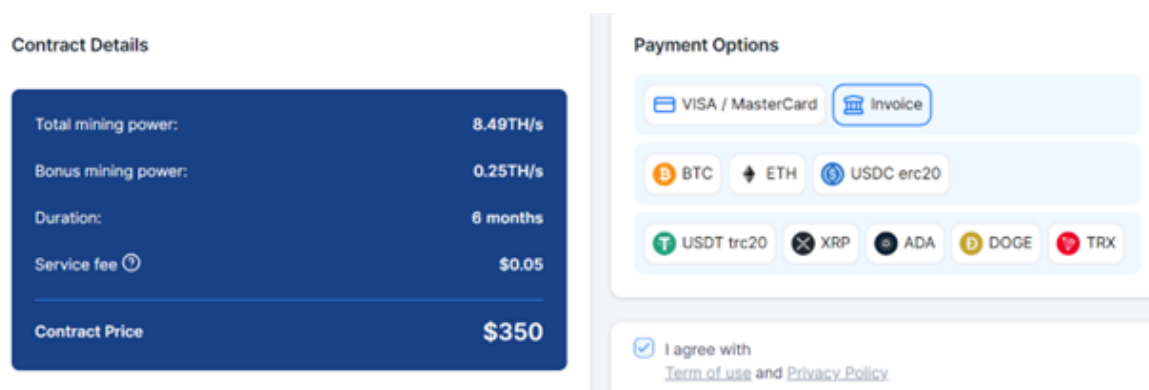 Contract Details
Total mining power: 8.49TH/s
Bonus mining power: 0.25TH/s
Duration: 6 months
Service fee $0.05
Contract Price $350
Payment Options
VISA / MasterCard Invoice
BTC ETH USDC erc20
USDT trc20 XRP ADA DOGE TRX
I agree with
Term of use and Privacy Policy